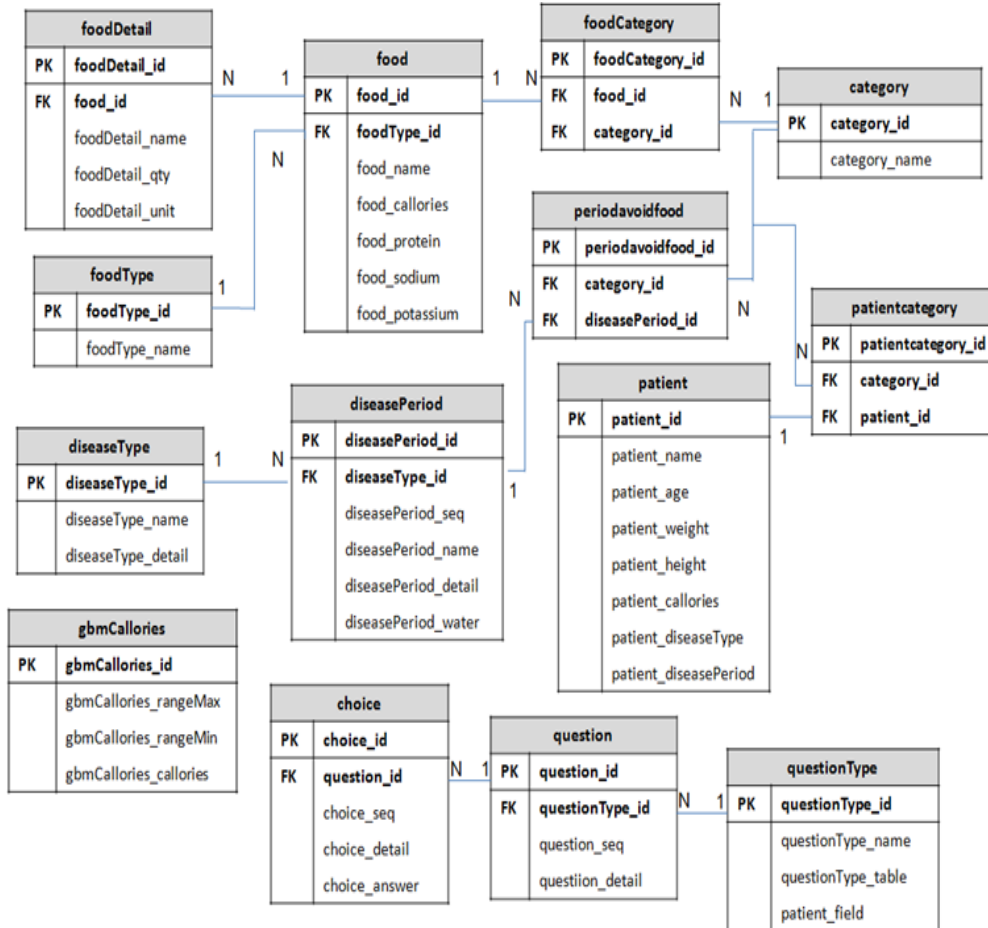 foodDetail
PK foodDetail_id
FK food_id
foodDetail_name
foodDetail_qty
foodDetail_unit
N 1
food
PK food_id
FK foodType_id
food_name
food_callories
food_protein
food_sodium
food_potassium
N
1 N
foodCategory
PK foodCategory_id
FK food_id
FK category_id
N 1
category
PK category_id
category_name
foodType
PK foodType_id
foodType_name
1
periodavoidfood
PK periodavoidfood_id
FK category_id
FK diseasePeriod_id
N
N
patientcategory
PK patientcategory_id
FK category_id
FK patient_id
N
1
patient
PK patient_id
patient_name
patient_age
patient_weight
patient_height
patient_callories
patient_diseaseType
patient_diseasePeriod
diseaseType
PK diseaseType_id
diseaseType_name
diseaseType_detail
1 N
diseasePeriod
PK diseasePeriod_id
FK diseaseType_id
diseasePeriod_seq
diseasePeriod_name
diseasePeriod_detail
diseasePeriod_water
1
gbmCallories
PK gbmCallories_id
gbmCallories_rangeMax
gbmCallories_rangeMin
gbmCallories_callories
choice
PK choice_id
FK question_id
choice_seq
choice_detail
choice_answer
N 1
question
PK question_id
FK questionType_id
question_seq
questiion_detail
N 1
questionType
PK questionType_id
questionType_name
questionType_table
patient_field